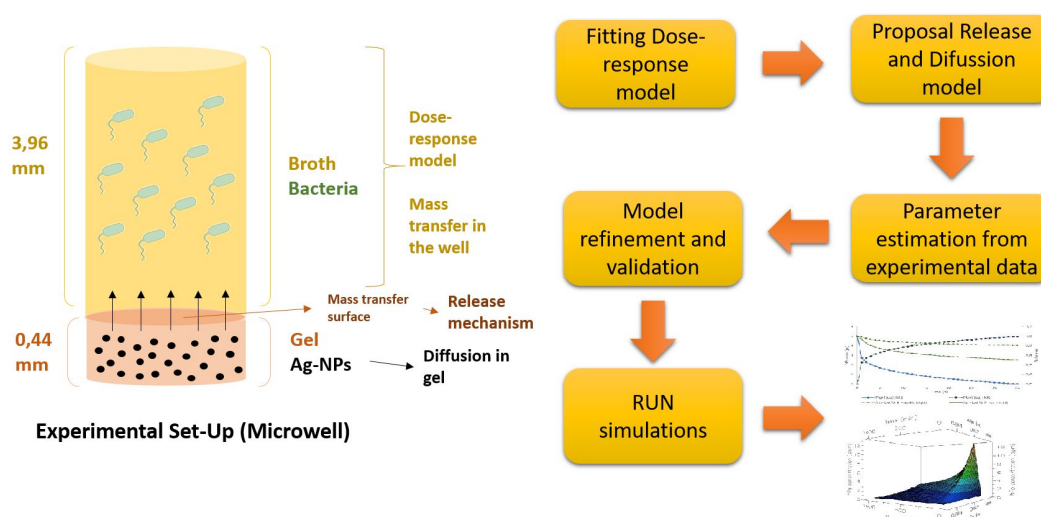 3,96
mm
Broth
Bacteria
Dose-
response
model
Mass
transfer in
the well
Mass transfer
surface
Release
mechanism
0,44
mm
Gel
Ag-NPs
Diffusion in
gel
Experimental Set-Up (Microwell)
Fitting Dose-
response
model
Proposal Release
and Difussion
model
Parameter
estimation from
experimental data
Model
refinement and
validation
RUN
simulations